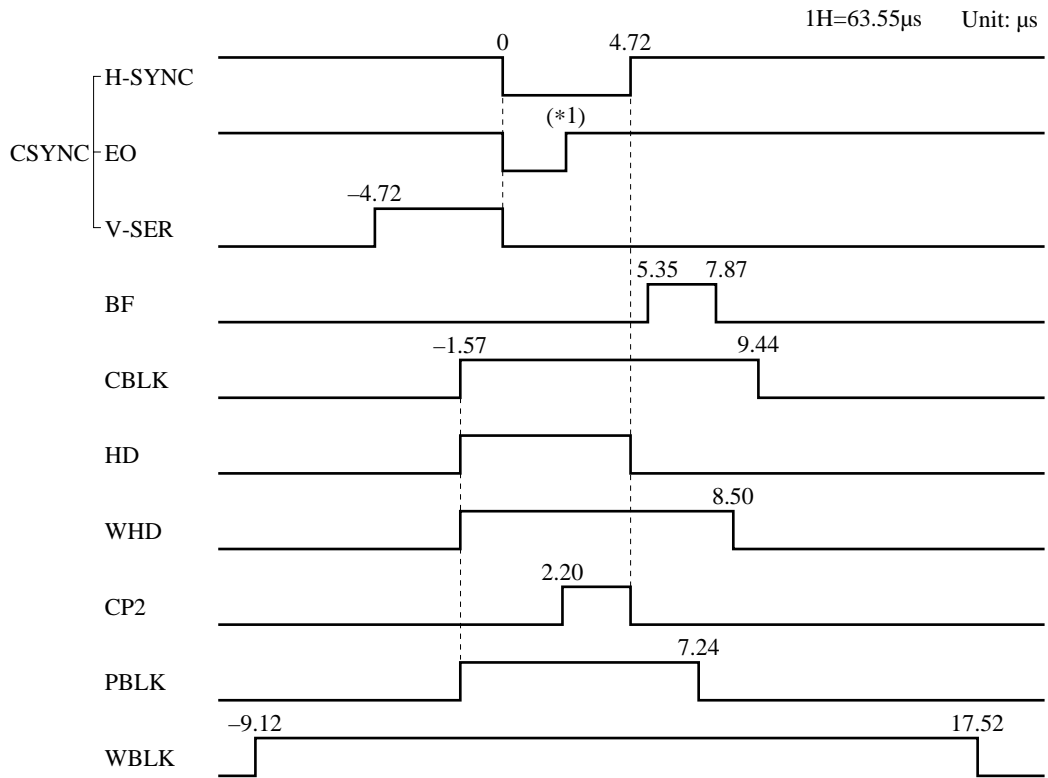 1H=63.55µs Unit: µs
0 4.72
H-SYNC
(*1)
CSYNC EO
–4.72
V-SER
5.35 7.87
BF
–1.57 9.44
CBLK
HD
8.50
WHD
2.20
CP2
7.24
PBLK
–9.12 17.52
WBLK